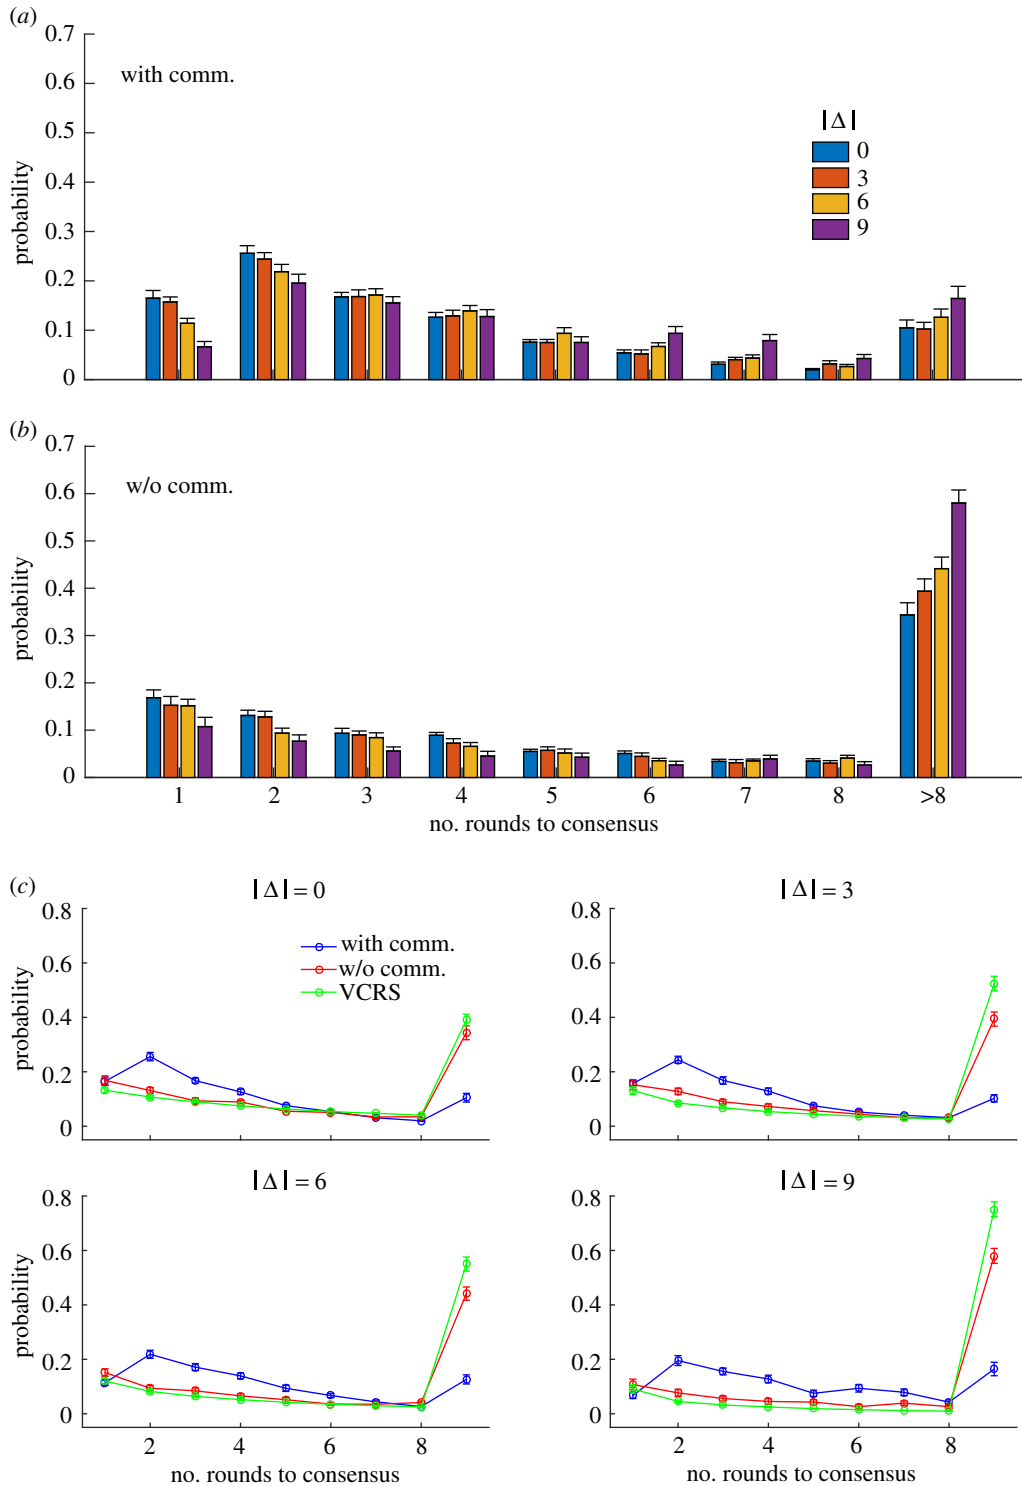 (a)
0.7
with comm.
0.6
|Δ|
0.5
0
0.4
3
6
probability
0.3
9
0.2
0.1
0
(b)
0.7
w/o comm.
0.6
0.5
0.4
probability
0.3
0.2
0.1
0
1 2 3 4 5 6 7 8 >8
no. rounds to consensus
(c)
|Δ| = 0
0.8
with comm.
w/o comm.
VCRS
0.6
probability
0.4
0.2
0
|Δ| = 3
0.8
0.6
probability
0.4
0.2
0
|Δ| = 6
0.8
0.6
probability
0.4
0.2
0
2 4 6 8
no. rounds to consensus
|Δ| = 9
0.8
0.6
probability
0.4
0.2
0
2 4 6 8
no. rounds to consensus